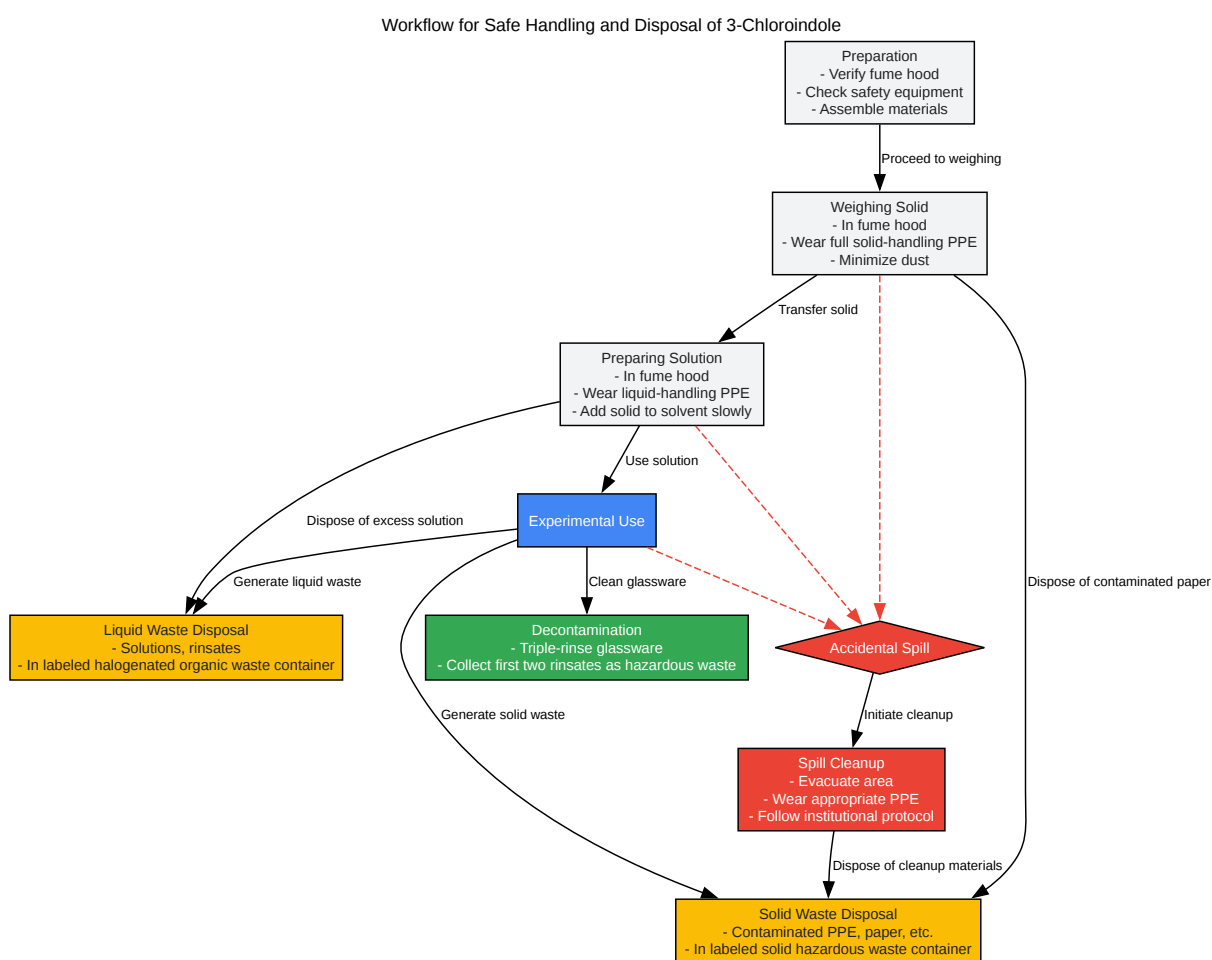 Workflow for Safe Handling and Disposal of 3-Chloroindole
Preparation
- Verify fume hood
- Check safety equipment
- Assemble materials
Proceed to weighing
Weighing Solid
- In fume hood
- Wear full solid-handling PPE
- Minimize dust
Transfer solid
Preparing Solution
- In fume hood
- Wear liquid-handling PPE
- Add solid to solvent slowly
Use solution
Experimental Use
Dispose of excess solution
Generate liquid waste
Clean glassware
Dispose of contaminated paper
Liquid Waste Disposal
- Solutions, rinsates
- In labeled halogenated organic waste container
Decontamination
- Triple-rinse glassware
- Collect first two rinsates as hazardous waste
Accidental Spill
Generate solid waste
Initiate cleanup
Spill Cleanup
- Evacuate area
- Wear appropriate PPE
- Follow institutional protocol
Dispose of cleanup materials
Solid Waste Disposal
- Contaminated PPE, paper, etc.
- In labeled solid hazardous waste container